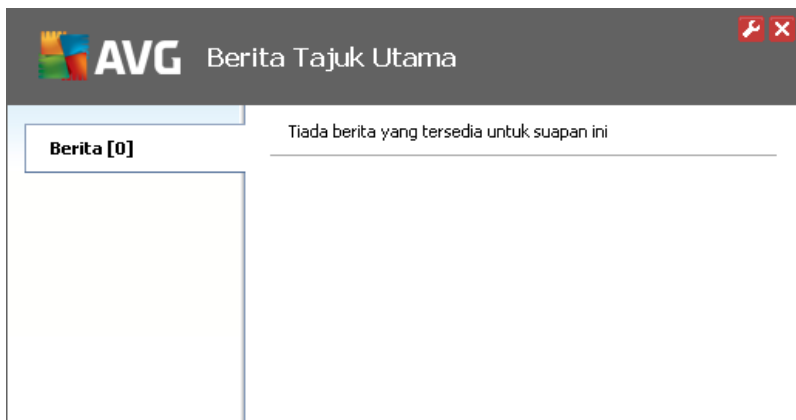 AVG Berita Tajuk Utama
Berita [0]
Tiada berita yang tersedia untuk suapan ini